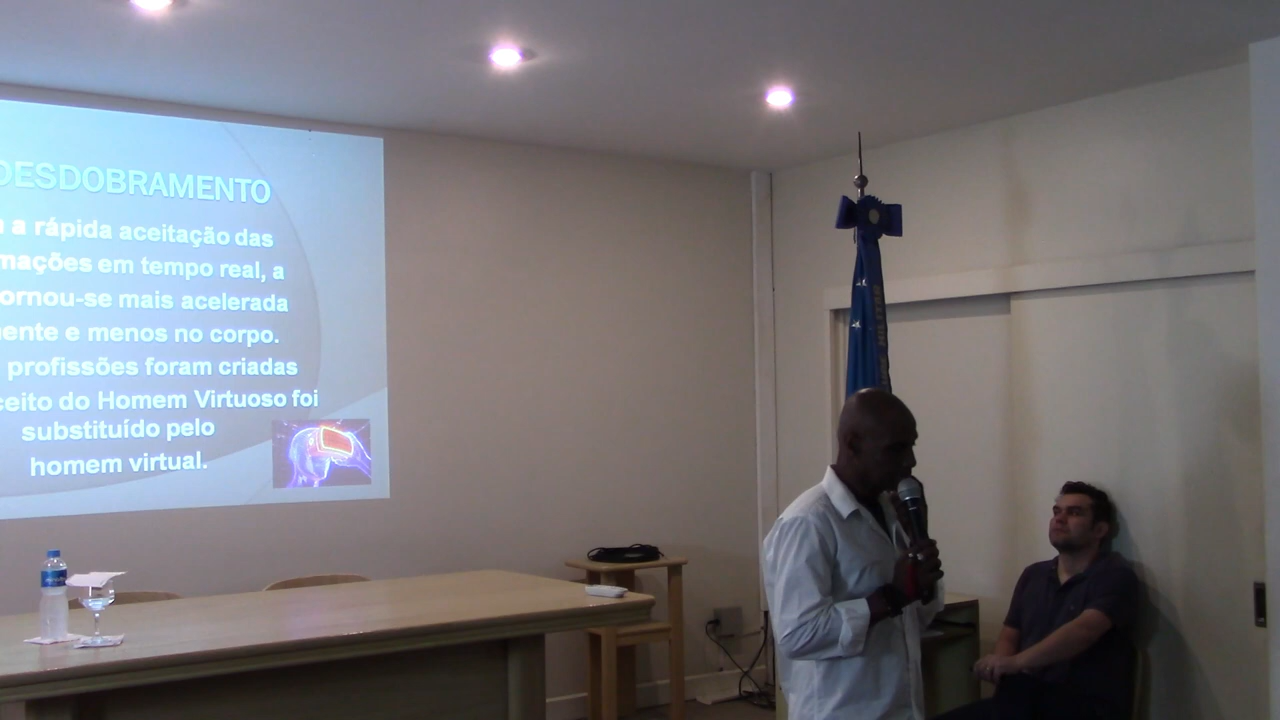 DESDOBRAMENTO
a rápida aceitação das
mações em tempo real, a
ornou-se mais acelerada
ente e menos no corpo.
profissões foram criadas
ceito do Homem Virtuoso foi
substituído pelo
homem virtual.
MILITAR